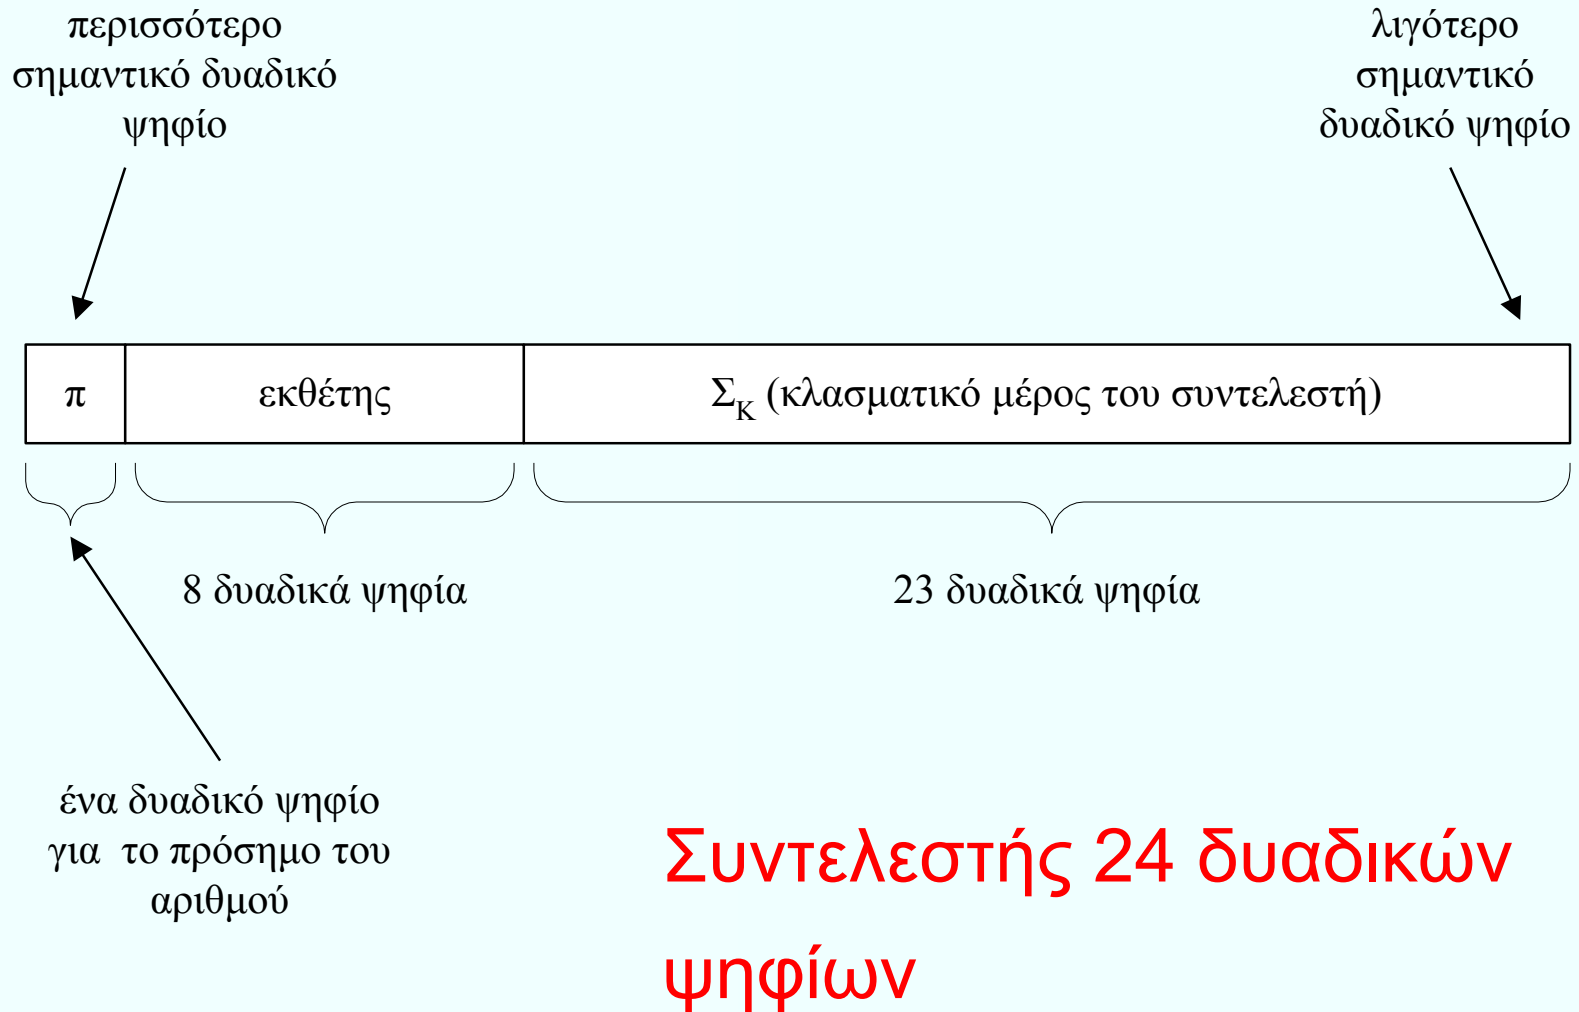 περισσότερο
σημαντικό δυαδικό
ψηφίο
λιγότερο
σημαντικό
δυαδικό ψηφίο
π
εκθέτης
Σ_Κ (κλασματικό μέρος του συντελεστή)
8 δυαδικά ψηφία
23 δυαδικά ψηφία
ένα δυαδικό ψηφίο
για το πρόσημο του
αριθμού
Συντελεστής 24 δυαδικών
ψηφίων